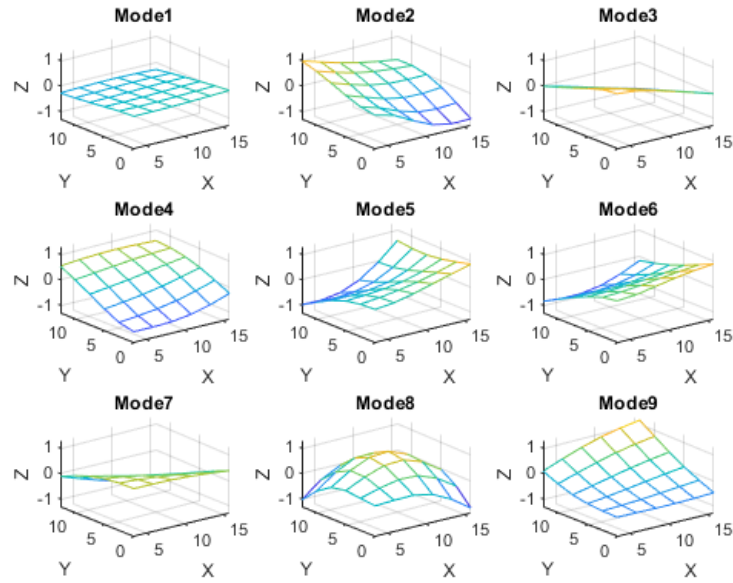 Mode1 Mode2 Mode3
1 1 1
Z 0 Z 0 Z 0
-1 -1 -1
10 15 10 15 10 15
5 10 5 10 5 10
0 5 0 5 0 5
Y X Y X Y X
Mode4 Mode5 Mode6
1 1 1
Z 0 Z 0 Z 0
-1 -1 -1
10 15 10 15 10 15
5 10 5 10 5 10
0 5 0 5 0 5
Y X Y X Y X
Mode7 Mode8 Mode9
1 1 1
Z 0 Z 0 Z 0
-1 -1 -1
10 15 10 15 10 15
5 10 5 10 5 10
0 5 0 5 0 5
Y X Y X Y X